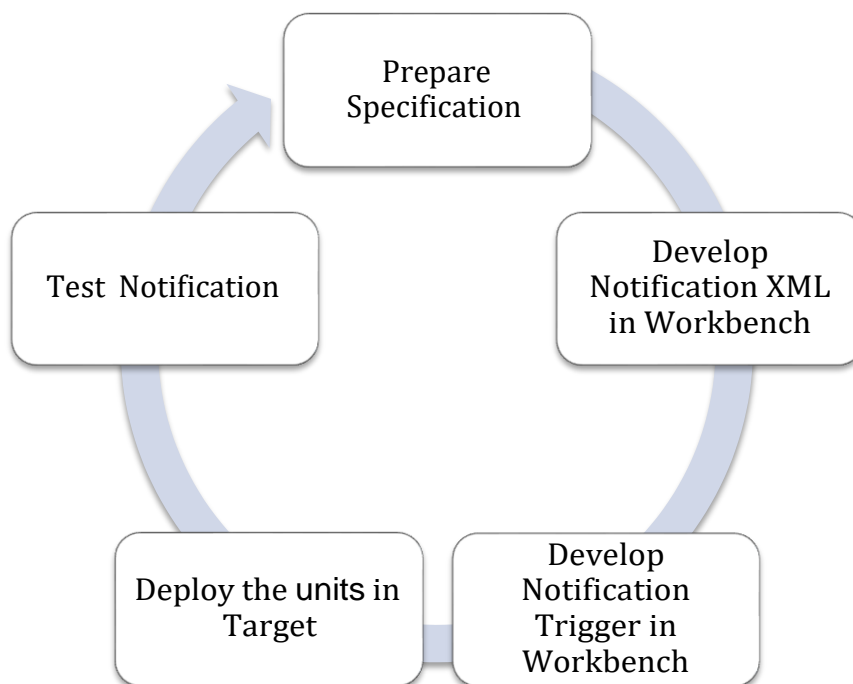 Prepare
Specification
Develop
Notification XML
in Workbench
Develop
Notification
Trigger in
Workbench
Deploy the units in
Target
Test  Notification